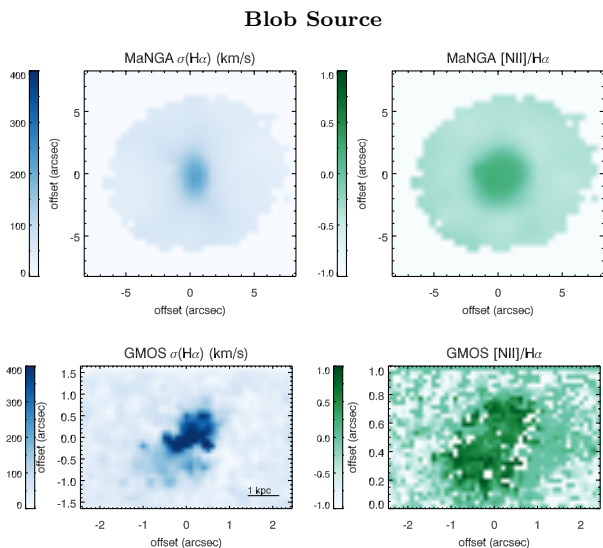 Blob Source
MaNGA σ(Hα) (km/s)
400
300
200
100
0
offset (arcsec)
5
0
-5
-5 0 5
offset (arcsec)
MaNGA [NII]/Hα
1.0
0.5
0.0
-0.5
-1.0
offset (arcsec)
5
0
-5
-5 0 5
offset (arcsec)
GMOS σ(Hα) (km/s)
400
300
200
100
0
offset (arcsec)
1.5
1.0
0.5
0.0
-0.5
-1.0
-1.5
1 kpc
-2 -1 0 1 2
offset (arcsec)
GMOS [NII]/Hα
1.0
0.5
0.0
-0.5
-1.0
offset (arcsec)
1.0
0.8
0.6
0.4
0.2
0.0
-2 -1 0 1 2
offset (arcsec)